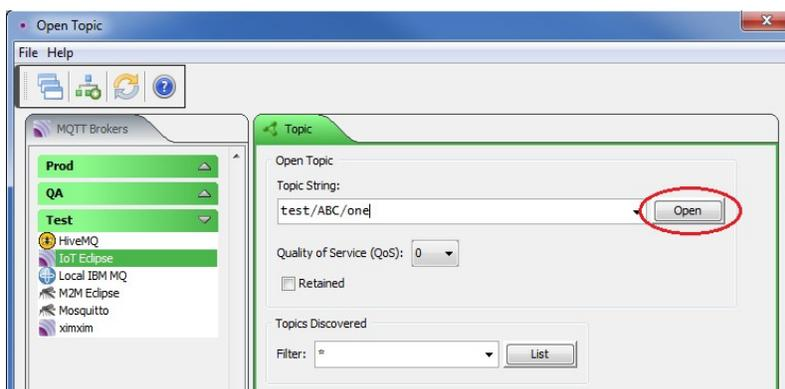 Open Topic
File Help
MQTT Brokers
Prod
QA
Test
HiveMQ
IoT Eclipse
Local IBM MQ
M2M Eclipse
Mosquitto
ximxim
Topic
Open Topic
Topic String:
test/ABC/one
Open
Quality of Service (QoS): 0
Retained
Topics Discovered
Filter: *
List